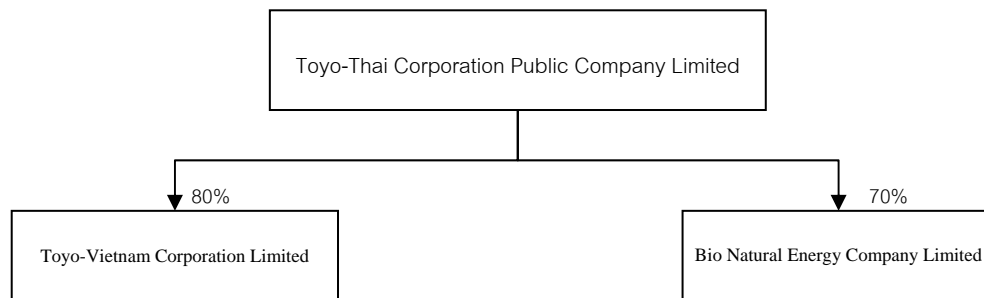 Toyo-Thai Corporation Public Company Limited
80%
70%
Toyo-Vietnam Corporation Limited
Bio Natural Energy Company Limited